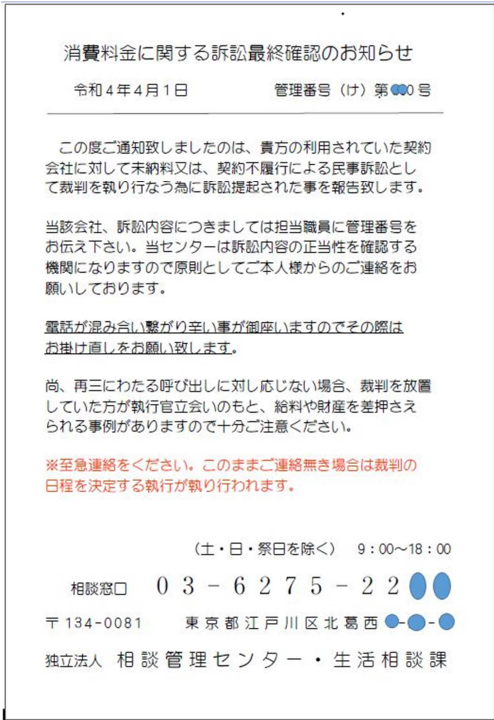 消費料金に関する訴訟最終確認のお知らせ
令和4年4月1日 管理番号（け）第0号
この度ご通知致しましたのは、貴方の利用されていた契約
会社に対して未納料又は、契約不履行による民事訴訟とし
て裁判を執り行なう為に訴訟提起された事を報告致します。
当該会社、訴訟内容につきましては担当職員に管理番号を
お伝え下さい。当センターは訴訟内容の正当性を確認する
機関になりますので原則としてご本人様からのご連絡をお
願いしております。
電話が混み合い繋がり辛い事が御座いますのでその際は
お掛け直しをお願い致します。
尚、再三にわたる呼び出しに対し応じない場合、裁判を放置
していた方が執行官立会いのもと、給料や財産を差押さえ
られる事例がありますので十分ご注意ください。
※至急連絡をください。このままご連絡無き場合は裁判の
日程を決定する執行が執り行われます。
（土・日・祭日を除く） 9：00～18：00
相談窓口 03-6275-22
〒134-0081 東京都江戸川区北葛西 - -
独立法人 相談管理センター・生活相談課